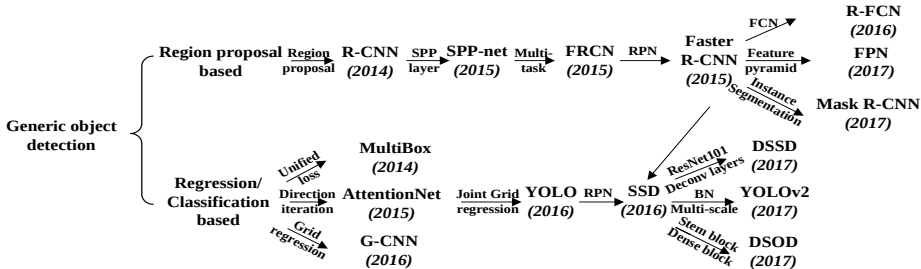 Generic object
detection
Region proposal
based
Region
proposal
R-CNN
(2014)
SPP
layer
SPP-net
(2015)
Multi-
task
FRCN
(2015)
RPN
Faster
R-CNN
(2015)
FCN
R-FCN
(2016)
Feature
pyramid
FPN
(2017)
Instance
Segmentation
Mask R-CNN
(2017)
Regression/
Classification
based
Unified
loss
MultiBox
(2014)
Direction
iteration
AttentionNet
(2015)
Grid
regression
G-CNN
(2016)
Joint Grid
regression
YOLO
(2016)
RPN
SSD
(2016)
ResNet101
Deconv layers
DSSD
(2017)
BN
Multi-scale
YOLOv2
(2017)
Stem block
Dense block
DSOD
(2017)